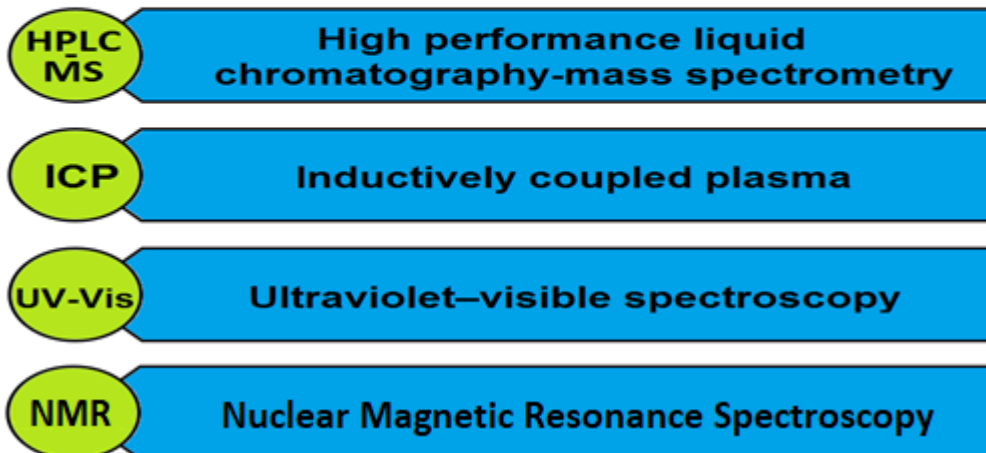 HPLC
-
MS
High performance liquid
chromatography-mass spectrometry
ICP
Inductively coupled plasma
UV-Vis
Ultraviolet–visible spectroscopy
NMR
Nuclear Magnetic Resonance Spectroscopy